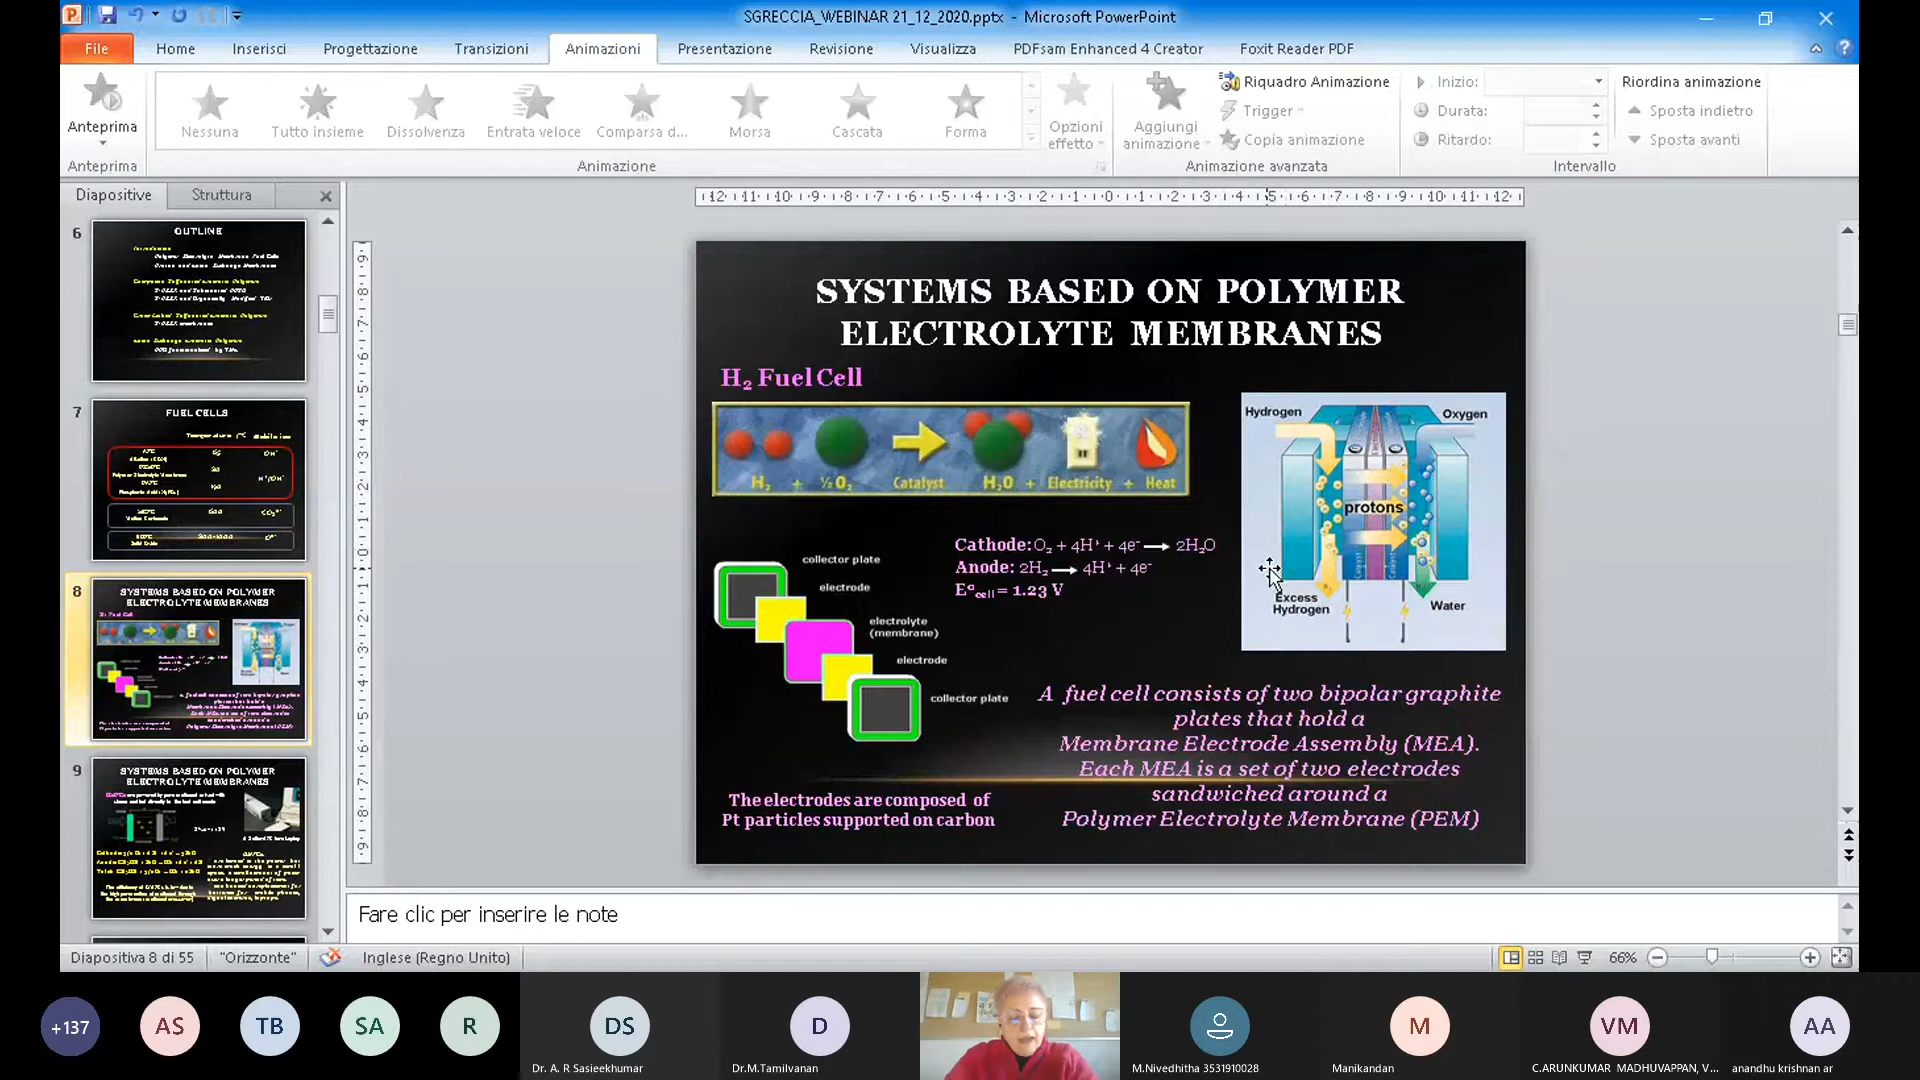 SGRECCIA_WEBINAR 21_12_2020.pptx - Microsoft PowerPoint
File Home Inserisci Progettazione Transizioni Animazioni Presentazione Revisione Visualizza PDFsam Enhanced 4 Creator Foxit Reader PDF
Anteprima
Anteprima
Nessuna Tutto insieme Dissolvenza Entrata veloce Comparsa d... Morsa Cascata Forma
Animazione
Opzioni
effetto
Aggiungi
animazione
Riquadro Animazione
Trigger
Copia animazione
Animazione avanzata
Inizio:
Durata:
Ritardo:
Intervallo
Riordina animazione
Sposta indietro
Sposta avanti
Diapositive Struttura
6
OUTLINE
7
FUEL CELLS
8
SYSTEMS BASED ON POLYMER
ELECTROLYTE MEMBRANES
9
SYSTEMS BASED ON POLYMER
ELECTROLYTE MEMBRANES
SYSTEMS BASED ON POLYMER
ELECTROLYTE MEMBRANES
H₂ Fuel Cell
H₂ + ½O₂ Catalyst H₂O + Electricity + Heat
Hydrogen Oxygen
protons
Excess
Hydrogen
Water
Cathode: O₂ + 4H⁺ + 4e⁻ → 2H₂O
Anode: 2H₂ → 4H⁺ + 4e⁻
E°cell = 1.23 V
collector plate
electrode
electrolyte
(membrane)
electrode
collector plate
The electrodes are composed of
Pt particles supported on carbon
A fuel cell consists of two bipolar graphite
plates that hold a
Membrane Electrode Assembly (MEA).
Each MEA is a set of two electrodes
sandwiched around a
Polymer Electrolyte Membrane (PEM)
Fare clic per inserire le note
Diapositiva 8 di 55 "Orizzonte" Inglese (Regno Unito) 66%
+137 AS TB SA R DS D M VM AA
Dr. A. R Sasieekhumar Dr.M.Tamilvanan M.Nivedhitha 3531910028 Manikandan C.ARUNKUMAR MADHUVAPPAN, V... anandhu krishnan ar